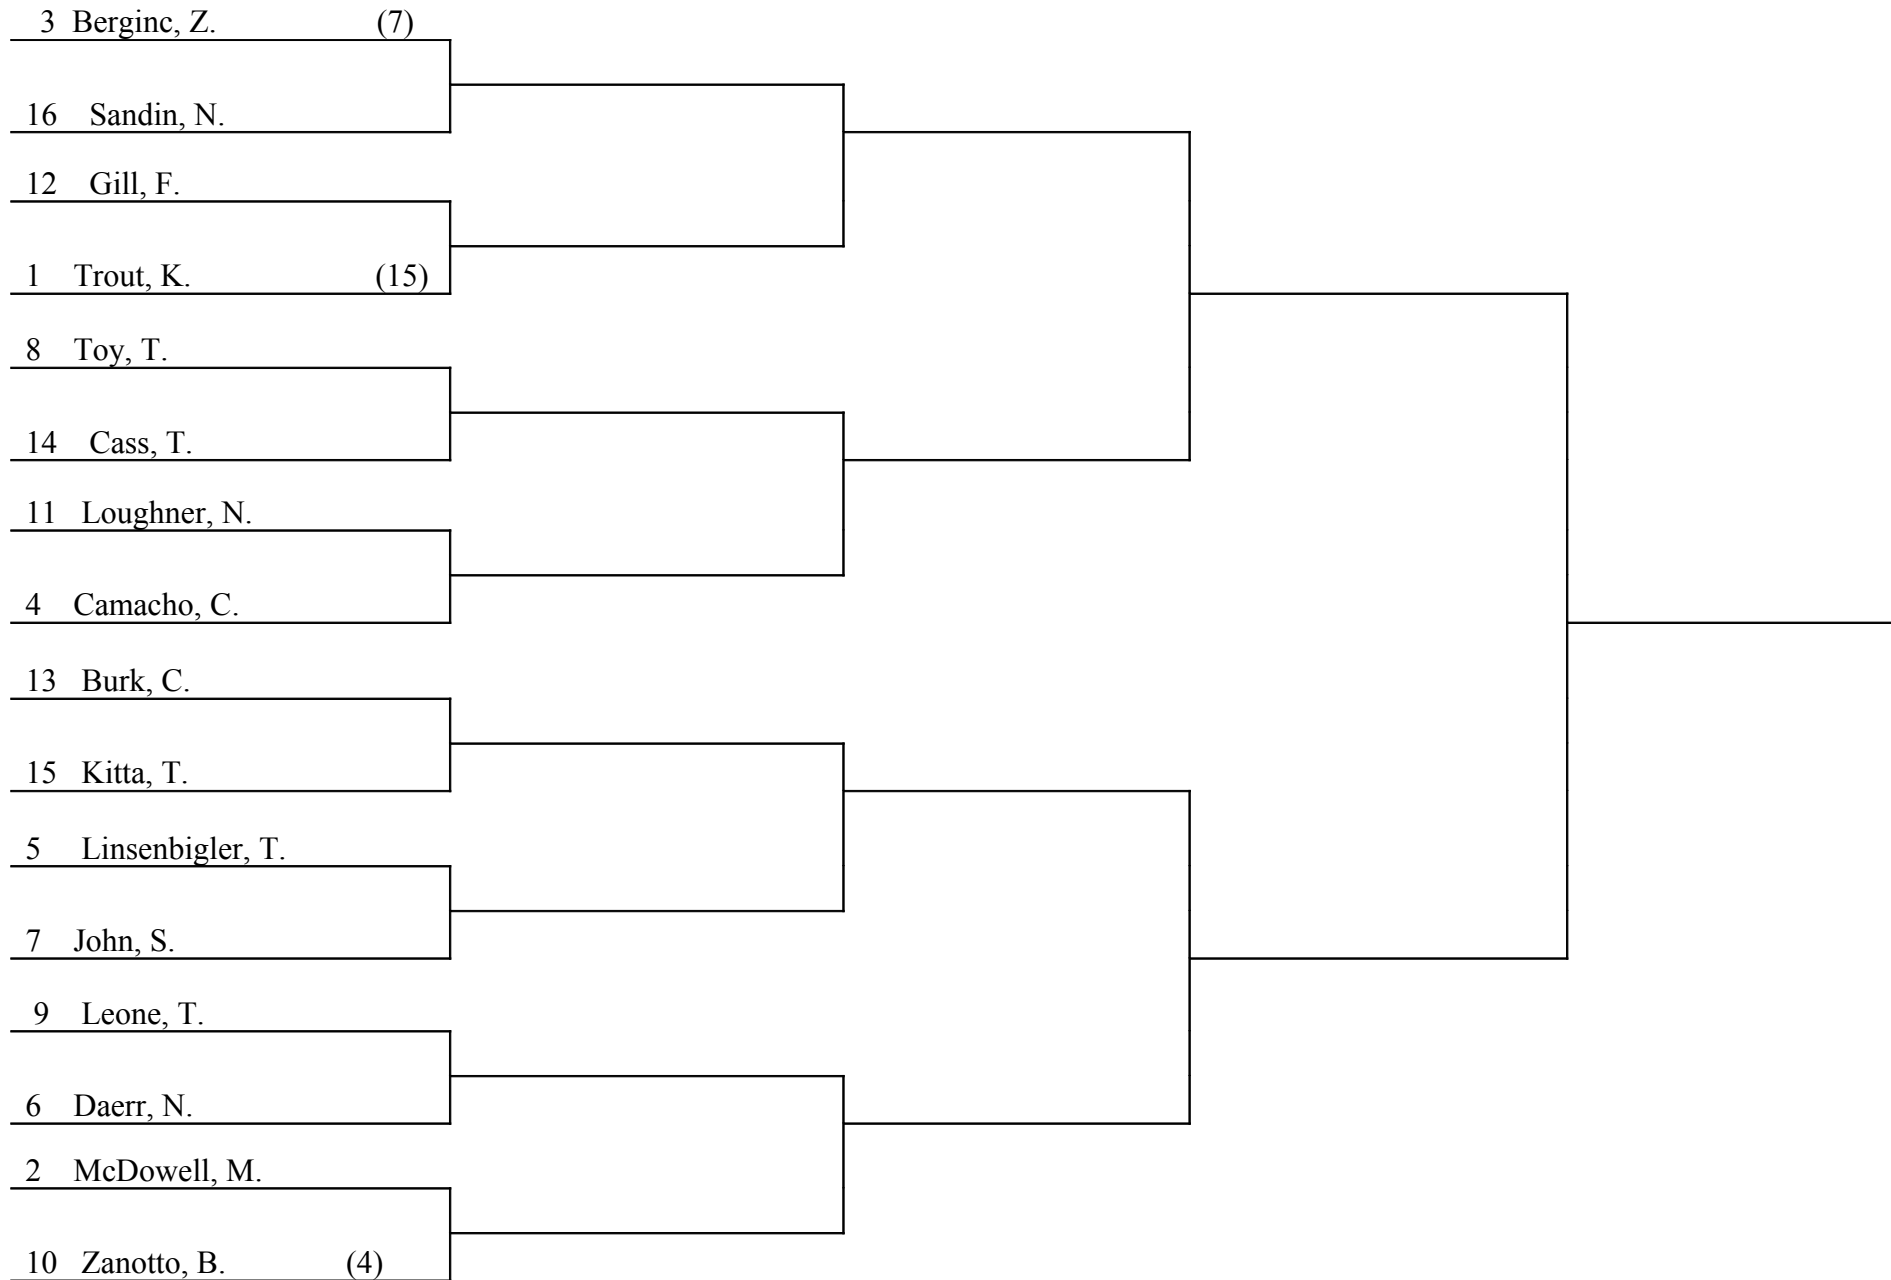 3 Berginc, Z. (7)
16 Sandin, N.
12 Gill, F.
1 Trout, K. (15)
8 Toy, T.
14 Cass, T.
11 Loughner, N.
4 Camacho, C.
13 Burk, C.
15 Kitta, T.
5 Linsenbigler, T.
7 John, S.
9 Leone, T.
6 Daerr, N.
2 McDowell, M.
10 Zanotto, B. (4)